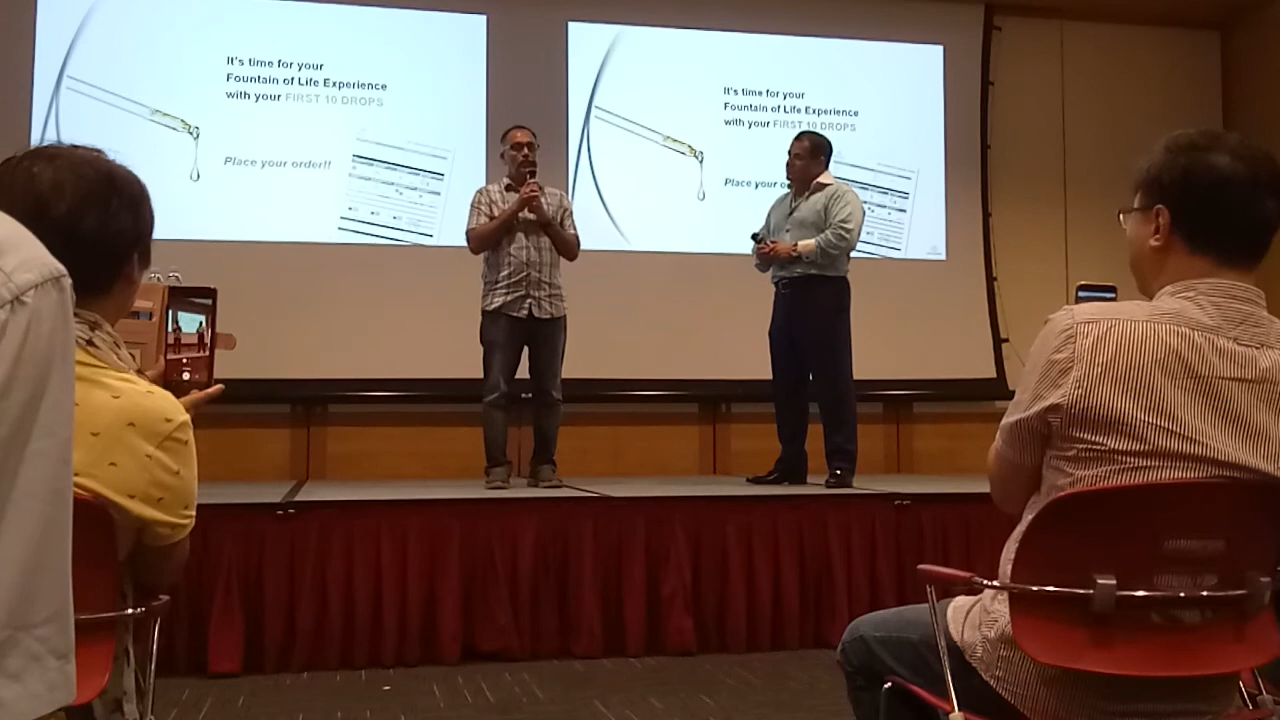 It's time for your
Fountain of Life Experience
with your FIRST 10 DROPS
Place your order!!
It's time for your
Fountain of Life Experience
with your FIRST 10 DROPS
Place your